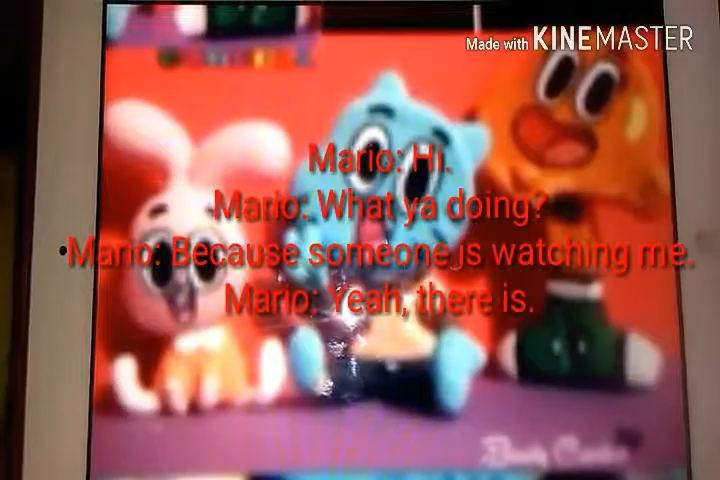 Made with KINEMASTER
Mario: Hi.
Mario: What ya doing?
Mario: Because someone is watching me.
Mario: Yeah, there is.